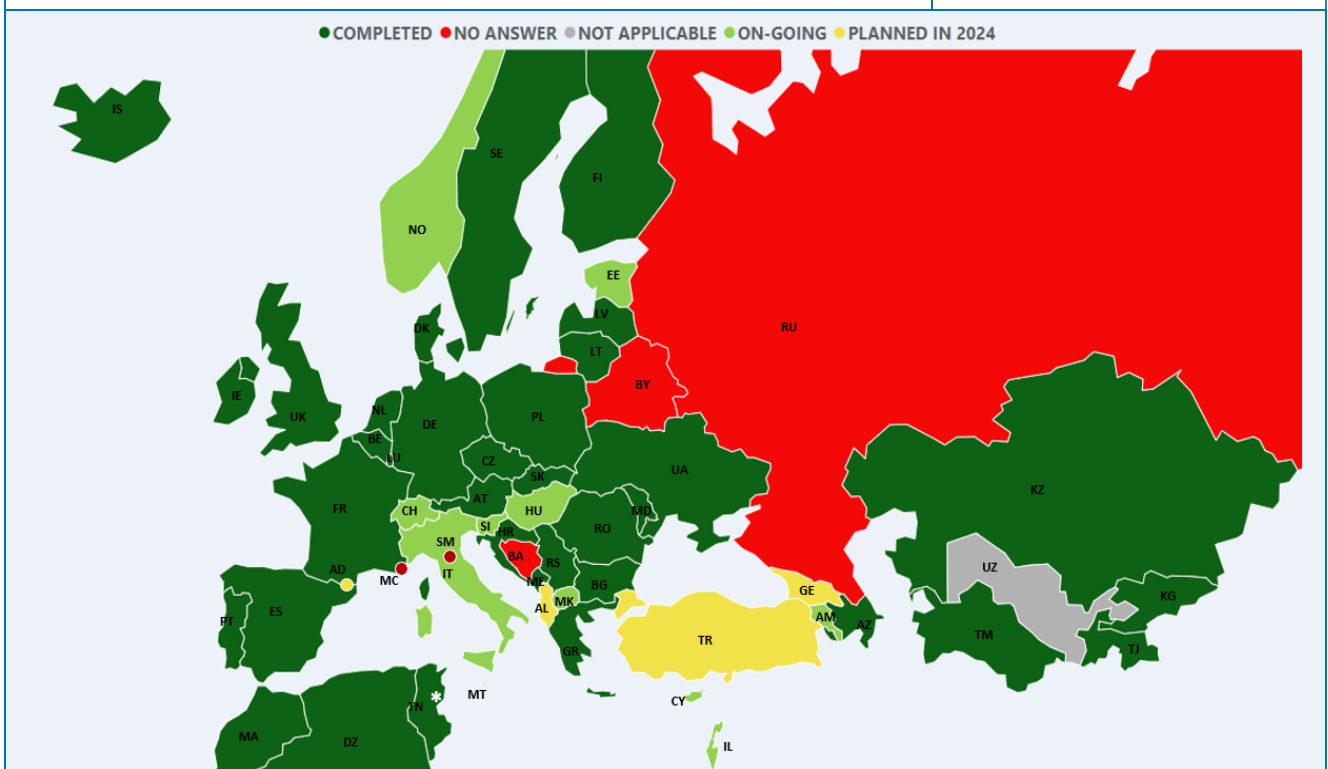 COMPLETED NO ANSWER NOT APPLICABLE ON-GOING PLANNED IN 2024
IS
SE
FI
NO
EE
LV
RU
DK
LT
BY
IE
NL
UK
DE
PL
BE
LU
CZ
UA
SK
AT
KZ
FR
CH
HU
MD
SI
RO
HR
SM
BA
RS
UZ
AD
MC
IT
ME
BG
GE
KG
MK
AL
ES
AM
PT
AZ
TM
TR
GR
TJ
MT
CY
TN
*
MA
DZ
IL